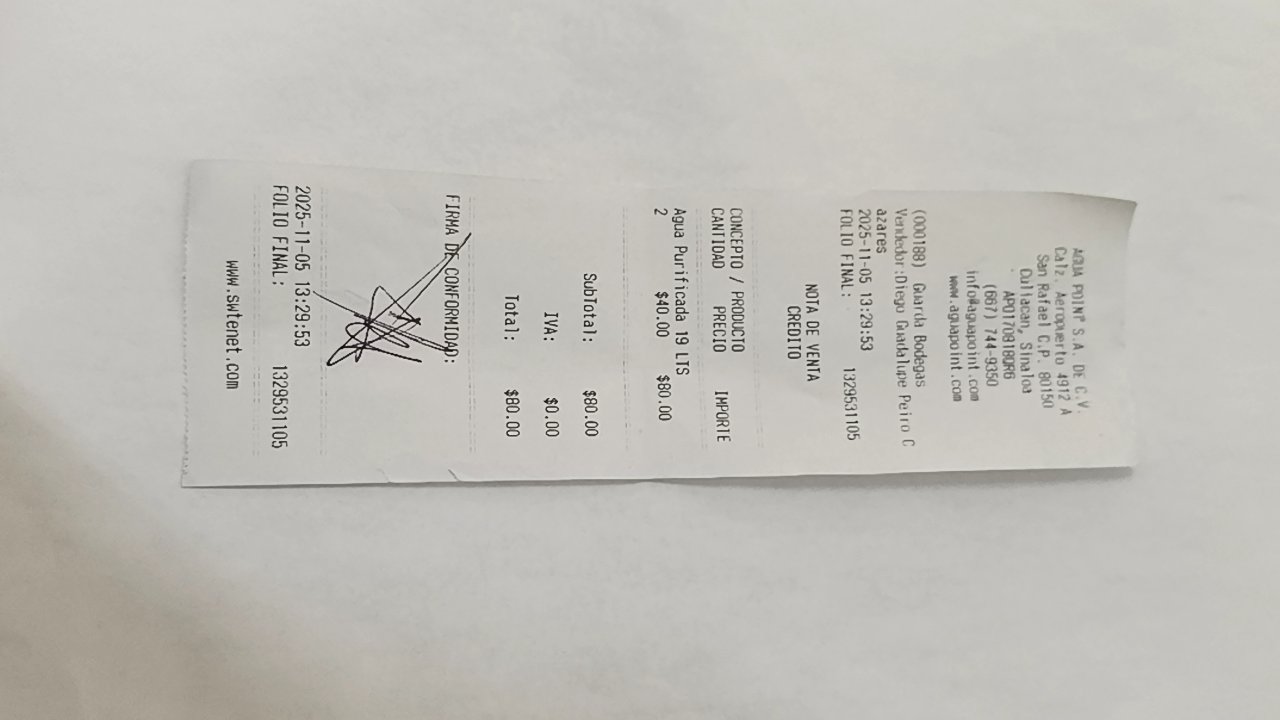 AGUA POINT S.A. DE C.V.
Calz. Aeropuerto 4912 A
San Rafael C.P. 80150
Culiacan, Sinaloa
APO170818QR6
(667) 744-9350
info@aguapoint.com
www.aguapoint.com
(000188) Guarda Bodegas
Vendedor:Diego Guadalupe Peiro C
azares
2025-11-05 13:29:53
FOLIO FINAL: 1329531105
NOTA DE VENTA
CREDITO
CONCEPTO / PRODUCTO
CANTIDAD PRECIO IMPORTE
Agua Purificada 19 LTS
2 $40.00 $80.00
SubTotal: $80.00
IVA: $0.00
Total: $80.00
FIRMA DE CONFORMIDAD:
2025-11-05 13:29:53
FOLIO FINAL: 1329531105
www.swtenet.com